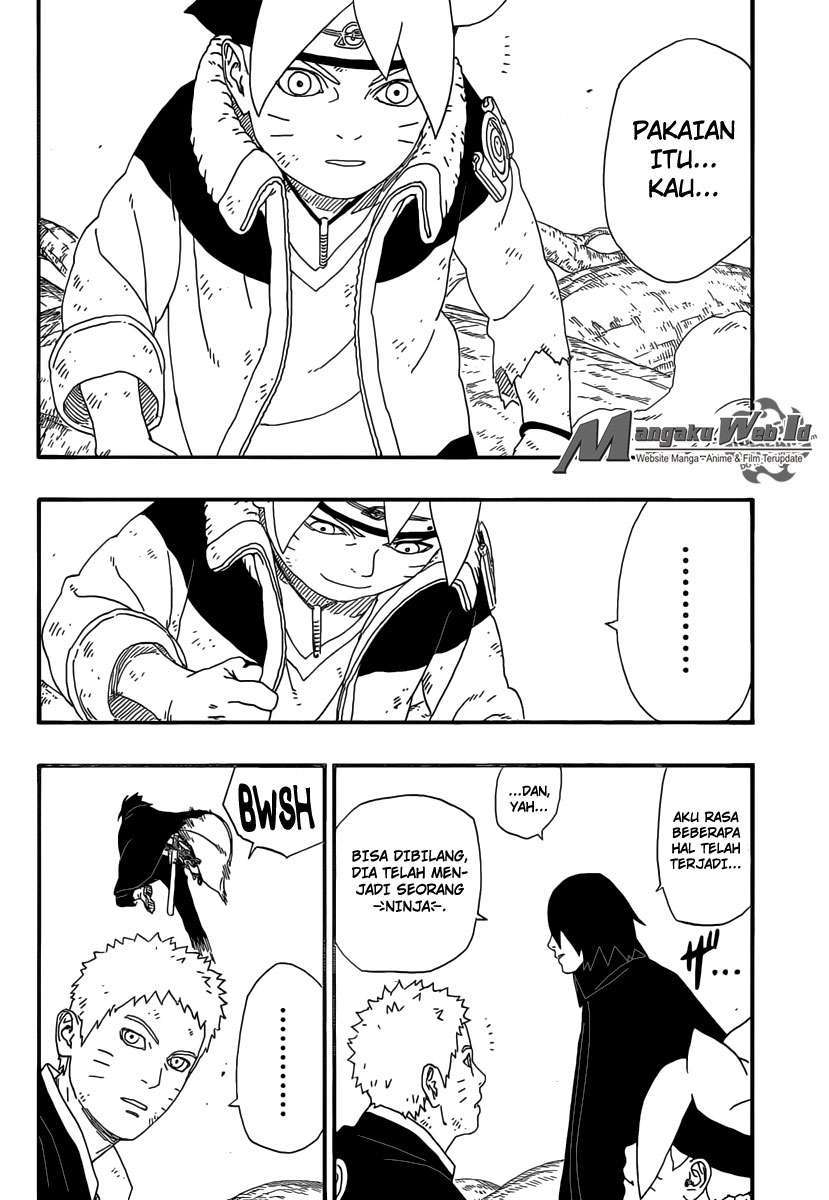 PAKAIAN
ITU...
KAU...
Mangaku.Web.Id
Website Manga - Anime & Film Terupdate
..........
AKU RASA
BEBERAPA
HAL TELAH
TERJADI...
...DAN,
YAH...
BISA DIBILANG,
DIA TELAH MEN-
JADI SEORANG
-NINJA-.
ザ...
BWSH
........